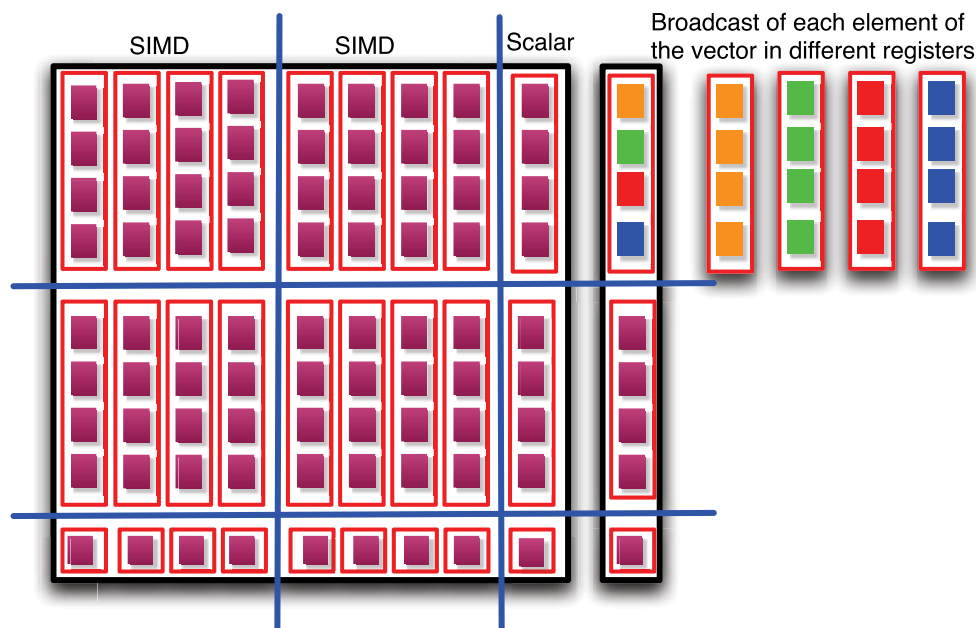 SIMD
SIMD
Scalar
Broadcast of each element of
the vector in different registers